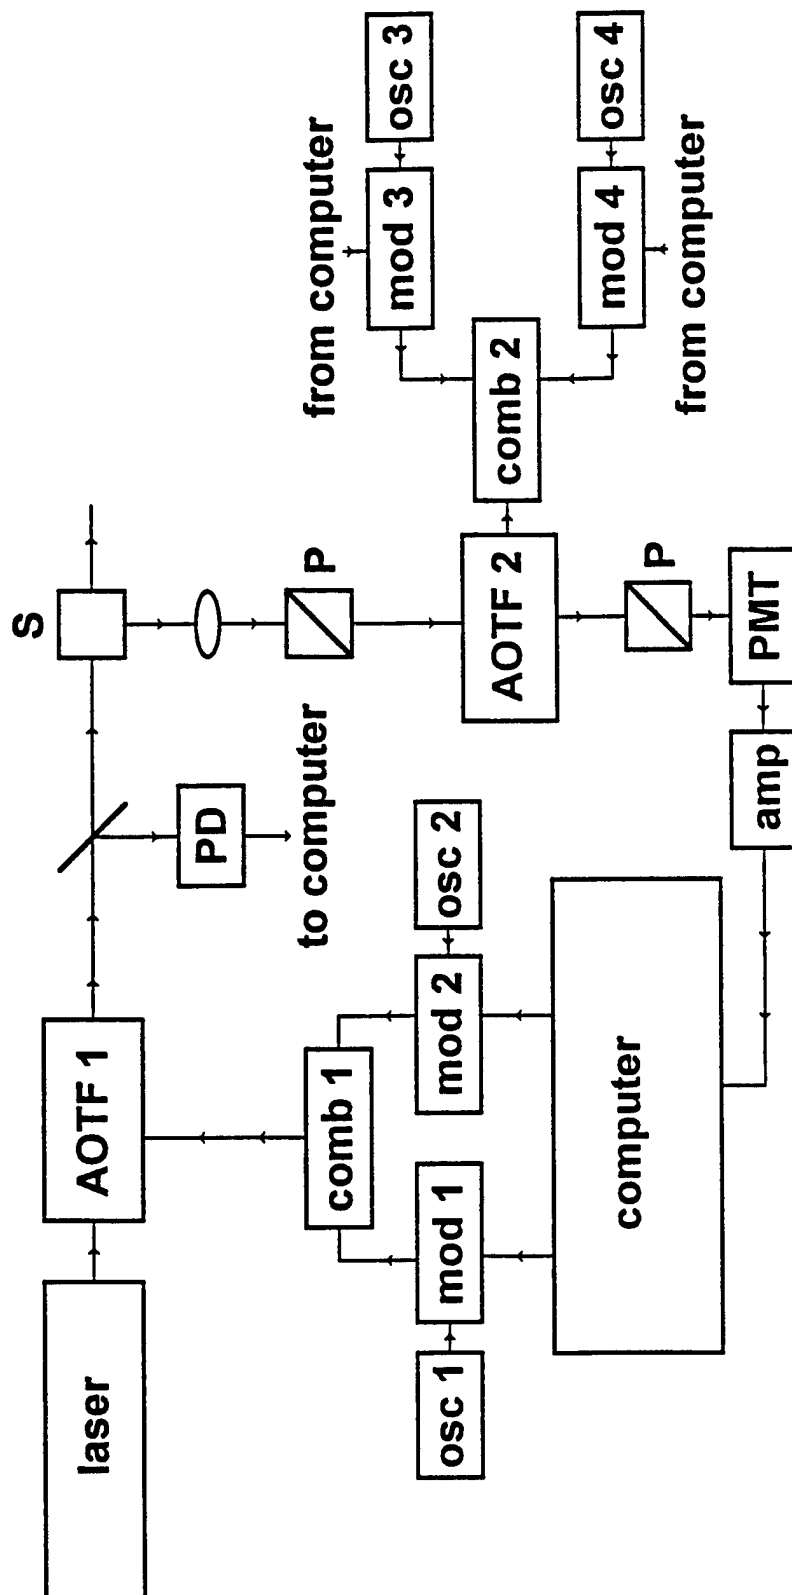 laser
AOTF 1
S
PD
to computer
P
from computer
mod 3
osc 3
comb 2
mod 4
osc 4
from computer
AOTF 2
P
PMT
amp
comb 1
mod 1
mod 2
osc 1
osc 2
computer